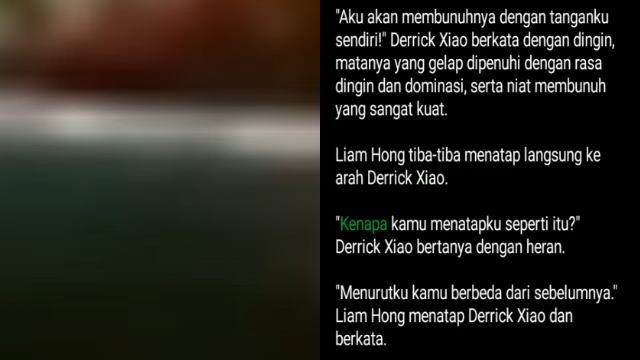 "Aku akan membunuhnya dengan tanganku
sendiri!" Derrick Xiao berkata dengan dingin,
matanya yang gelap dipenuhi dengan rasa
dingin dan dominasi, serta niat membunuh
yang sangat kuat.
Liam Hong tiba-tiba menatap langsung ke
arah Derrick Xiao.
"Kenapa kamu menatapku seperti itu?"
Derrick Xiao bertanya dengan heran.
"Menurutku kamu berbeda dari sebelumnya."
Liam Hong menatap Derrick Xiao dan
berkata.